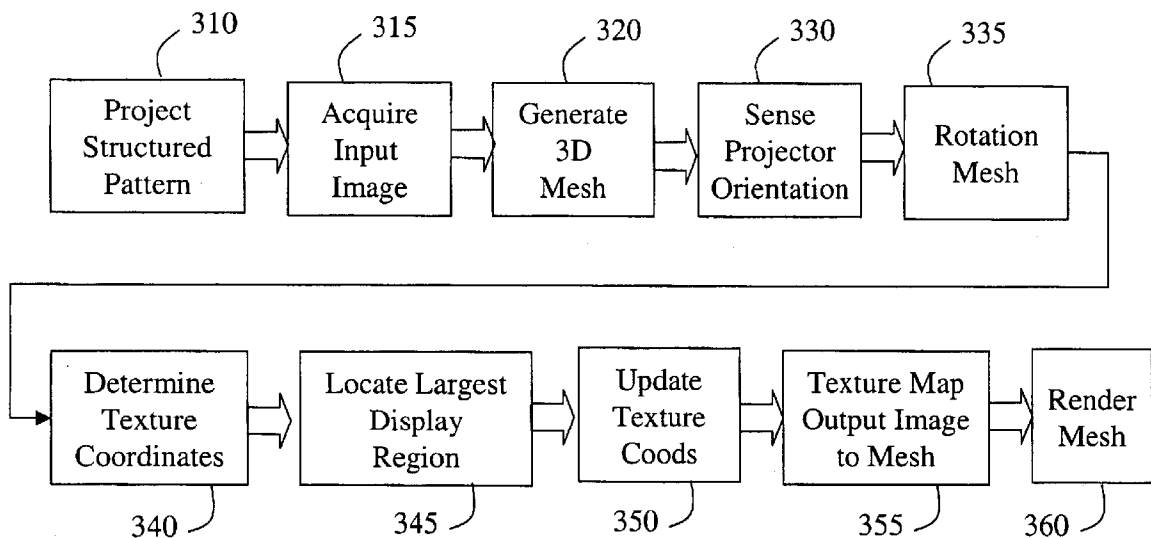 310
315
320
330
335
Project
Structured
Pattern
Acquire
Input
Image
Generate
3D
Mesh
Sense
Projector
Orientation
Rotation
Mesh
Determine
Texture
Coordinates
Locate Largest
Display
Region
Update
Texture
Coods
Texture Map
Output Image
to Mesh
Render
Mesh
340
345
350
355
360